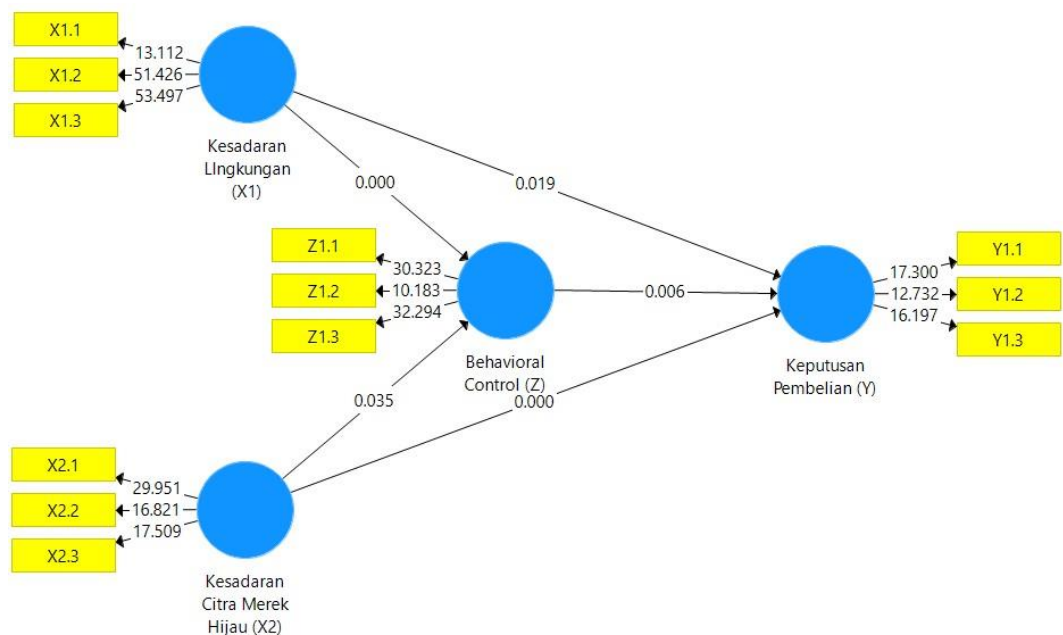 X1.1
X1.2
X1.3
13.112
51.426
53.497
Kesadaran
LIngkungan
(X1)
0.000
0.019
Z1.1
Z1.2
Z1.3
30.323
10.183
32.294
Behavioral
Control (Z)
0.006
17.300
12.732
16.197
Y1.1
Y1.2
Y1.3
Keputusan
Pembelian (Y)
0.035
0.000
X2.1
X2.2
X2.3
29.951
16.821
17.509
Kesadaran
Citra Merek
Hijau (X2)